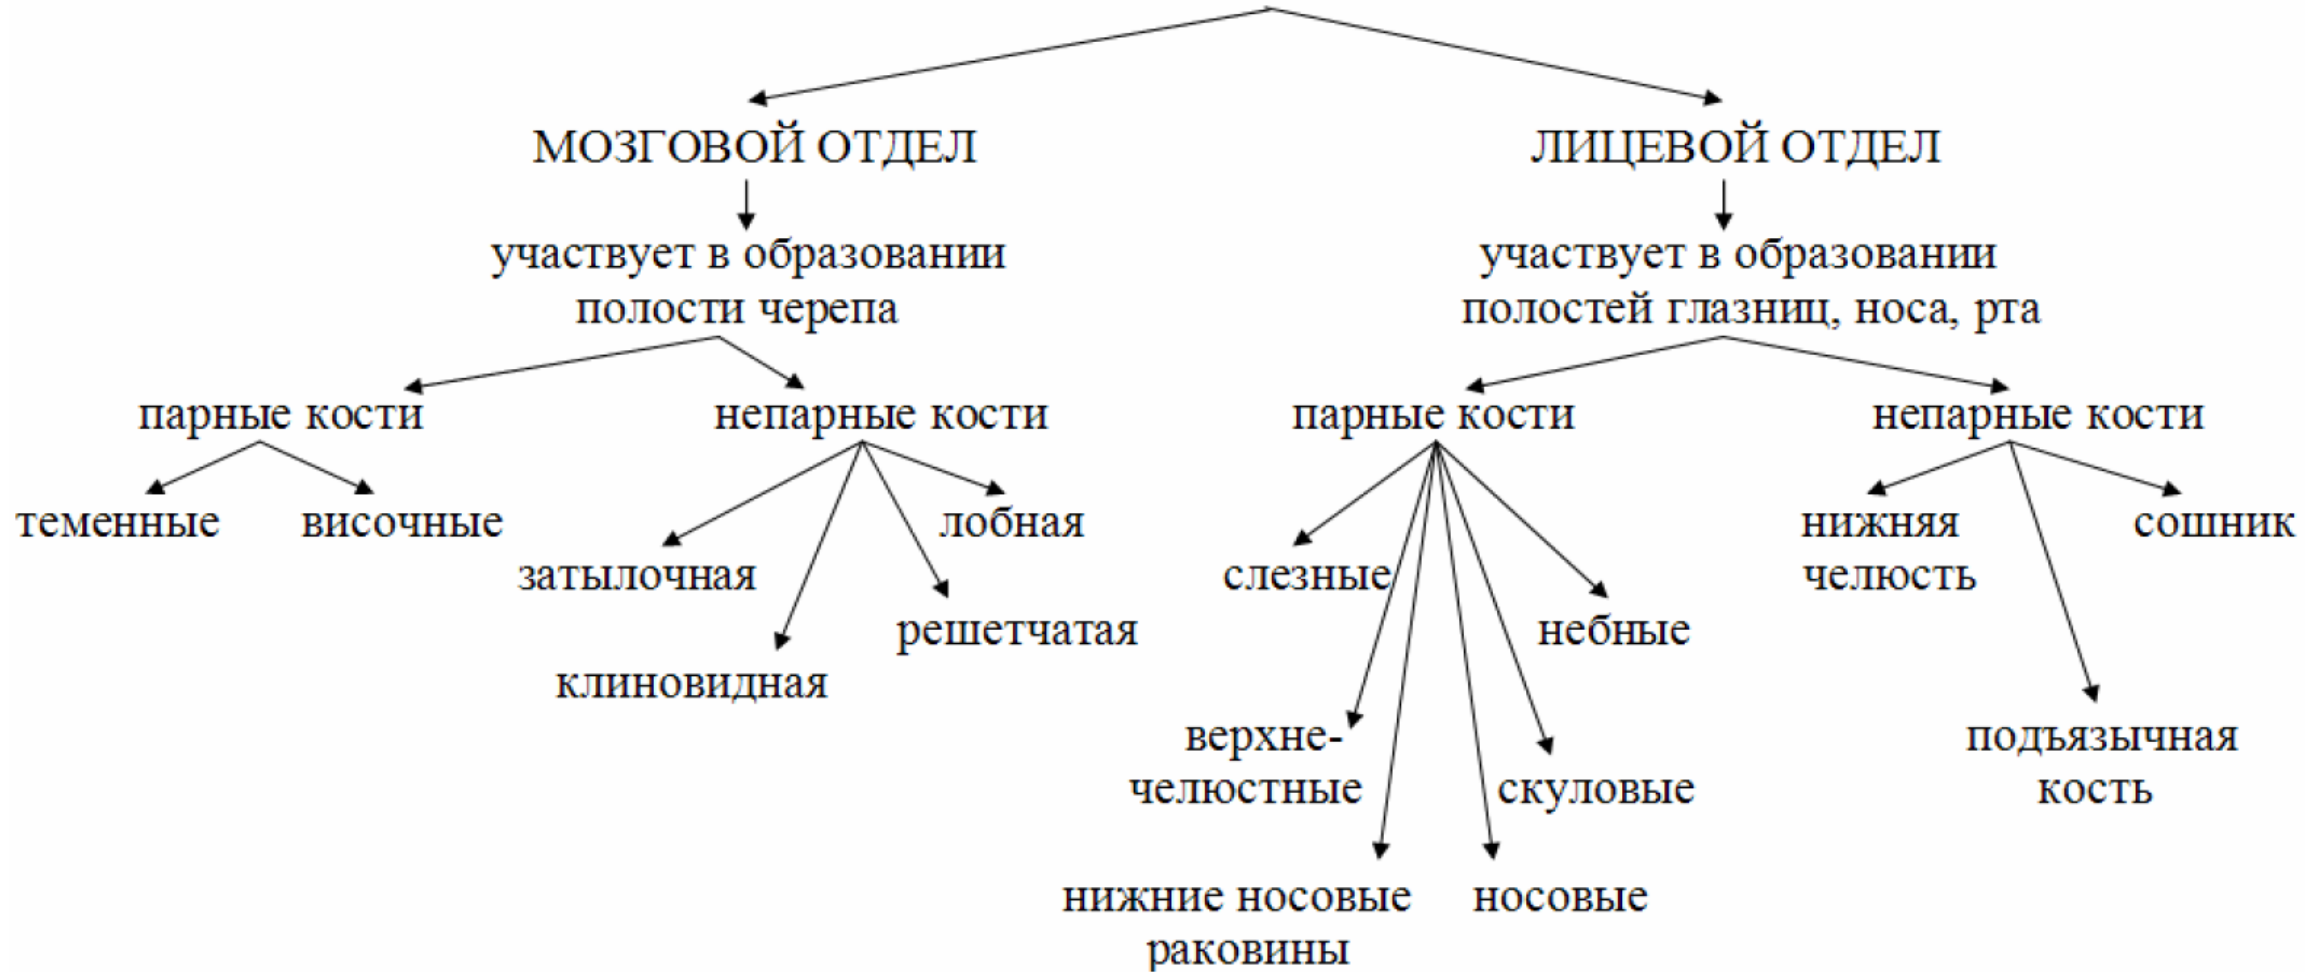 МОЗГОВОЙ ОТДЕЛ
ЛИЦЕВОЙ ОТДЕЛ
участвует в образовании
полости черепа
участвует в образовании
полостей глазниц, носа, рта
парные кости
непарные кости
парные кости
непарные кости
теменные
височные
лобная
затылочная
решетчатая
клиновидная
слезные
небные
верхне-
челюстные
скуловые
нижние носовые
раковины
носовые
нижняя
челюсть
сошник
подъязычная
кость